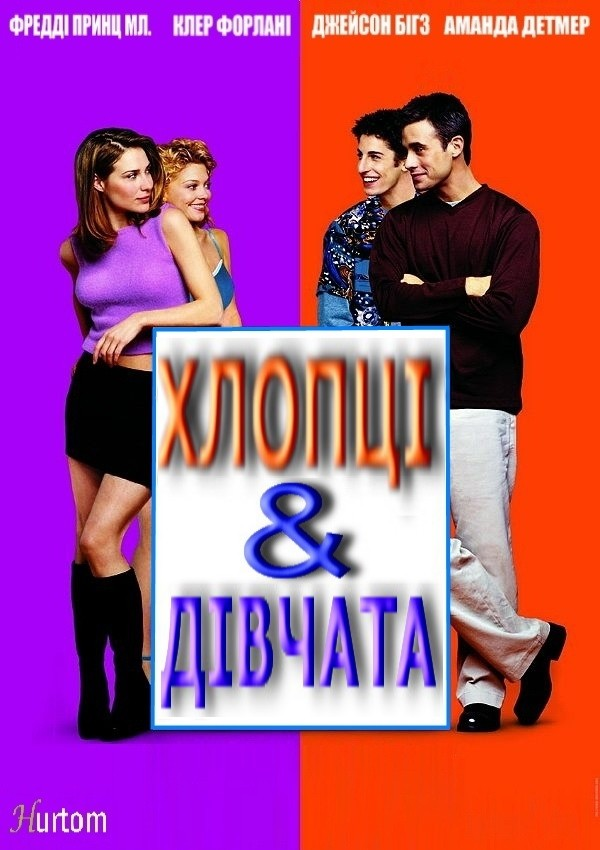 ФРЕДДІ ПРИНЦ МЛ. КЛЕР ФОРЛАНІ ДЖЕЙСОН БІГЗ АМАНДА ДЕТМЕР
ХЛОПЦІ
&
ДІВЧАТА
Hurtom